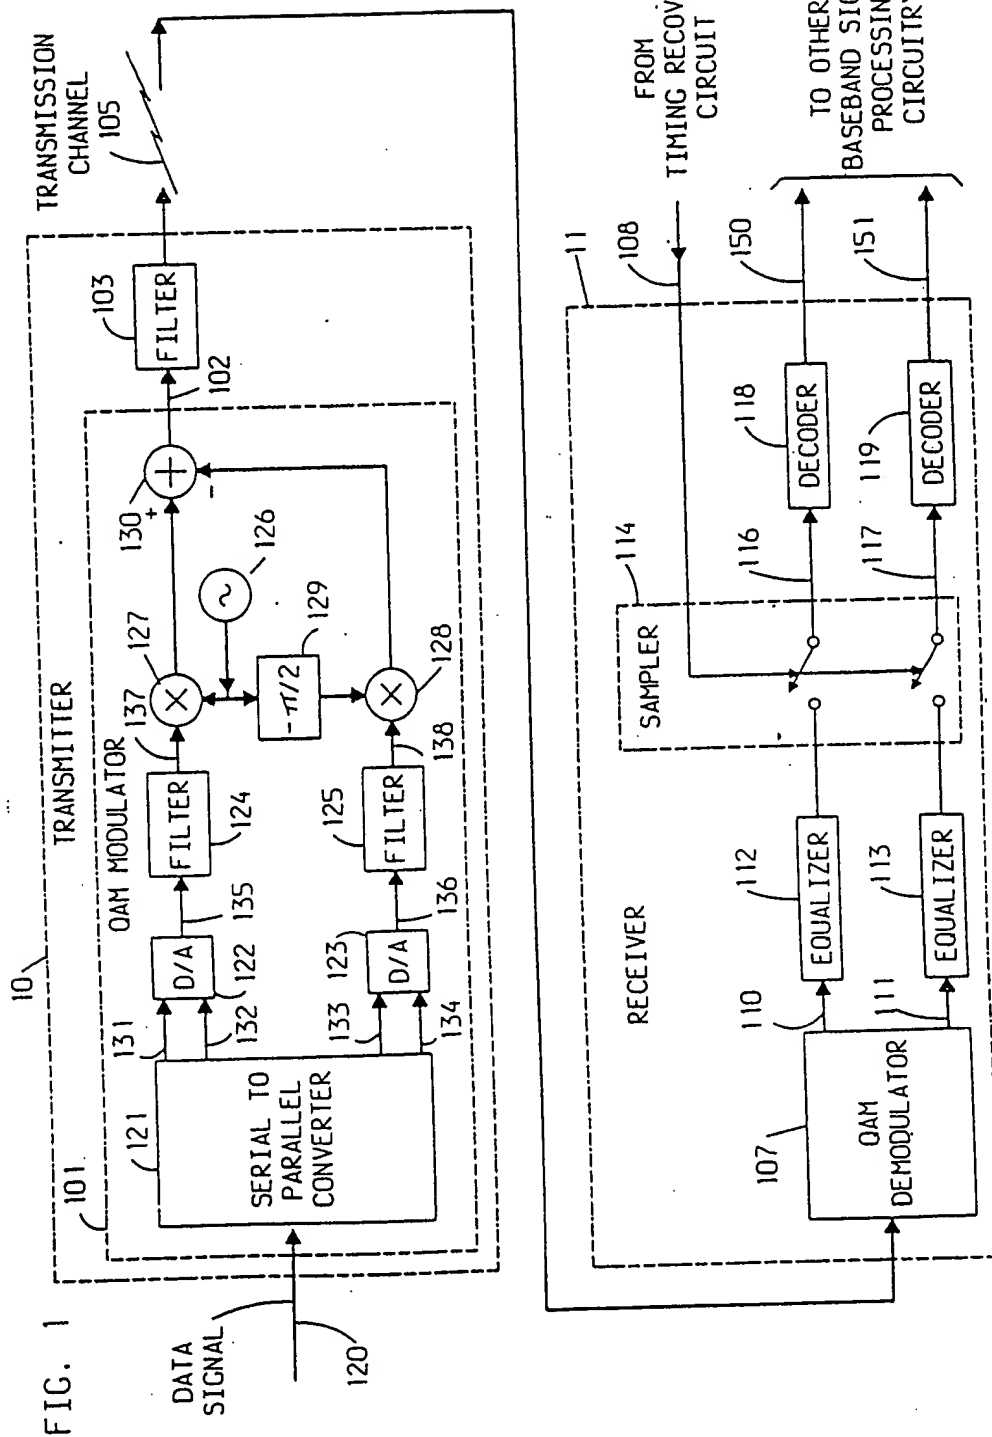 FIG. 1
10
TRANSMITTER
101
QAM MODULATOR
DATA
SIGNAL
120
121
SERIAL TO
PARALLEL
CONVERTER
131
132
133
134
D/A
122
D/A
123
135
136
FILTER
124
FILTER
125
137
138
127
×
126
~
-π/2
129
×
128
130
+
+
-
102
103
FILTER
TRANSMISSION
CHANNEL
105
RECEIVER
11
107
QAM
DEMODULATOR
110
111
112
EQUALIZER
113
EQUALIZER
SAMPLER
114
116
117
118
DECODER
119
DECODER
108
FROM
TIMING RECOV
CIRCUIT
150
151
TO OTHER
BASEBAND SIG
PROCESSIN
CIRCUITR